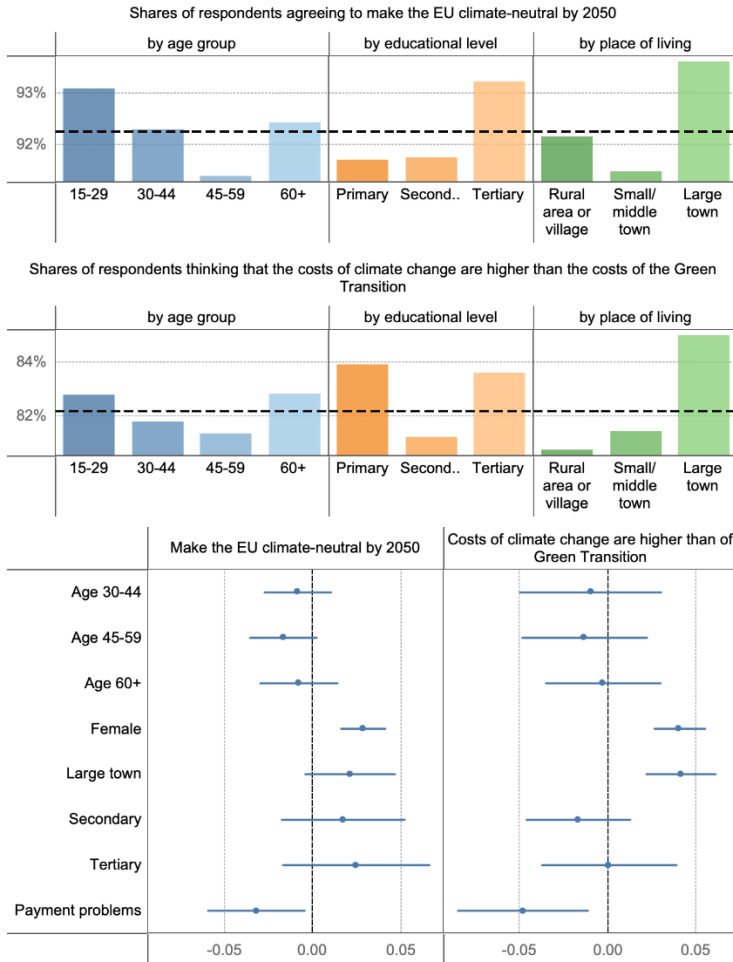 Shares of respondents agreeing to make the EU climate-neutral by 2050
by age group by educational level by place of living
93%
92%
15-29 30-44 45-59 60+ Primary Second.. Tertiary Rural area or village Small/ middle town Large town
Shares of respondents thinking that the costs of climate change are higher than the costs of the Green
Transition
by age group by educational level by place of living
84%
82%
15-29 30-44 45-59 60+ Primary Second.. Tertiary Rural area or village Small/ middle town Large town
Make the EU climate-neutral by 2050
Costs of climate change are higher than of
Green Transition
Age 30-44
Age 45-59
Age 60+
Female
Large town
Secondary
Tertiary
Payment problems
-0.05 0.00 0.05 -0.05 0.00 0.05